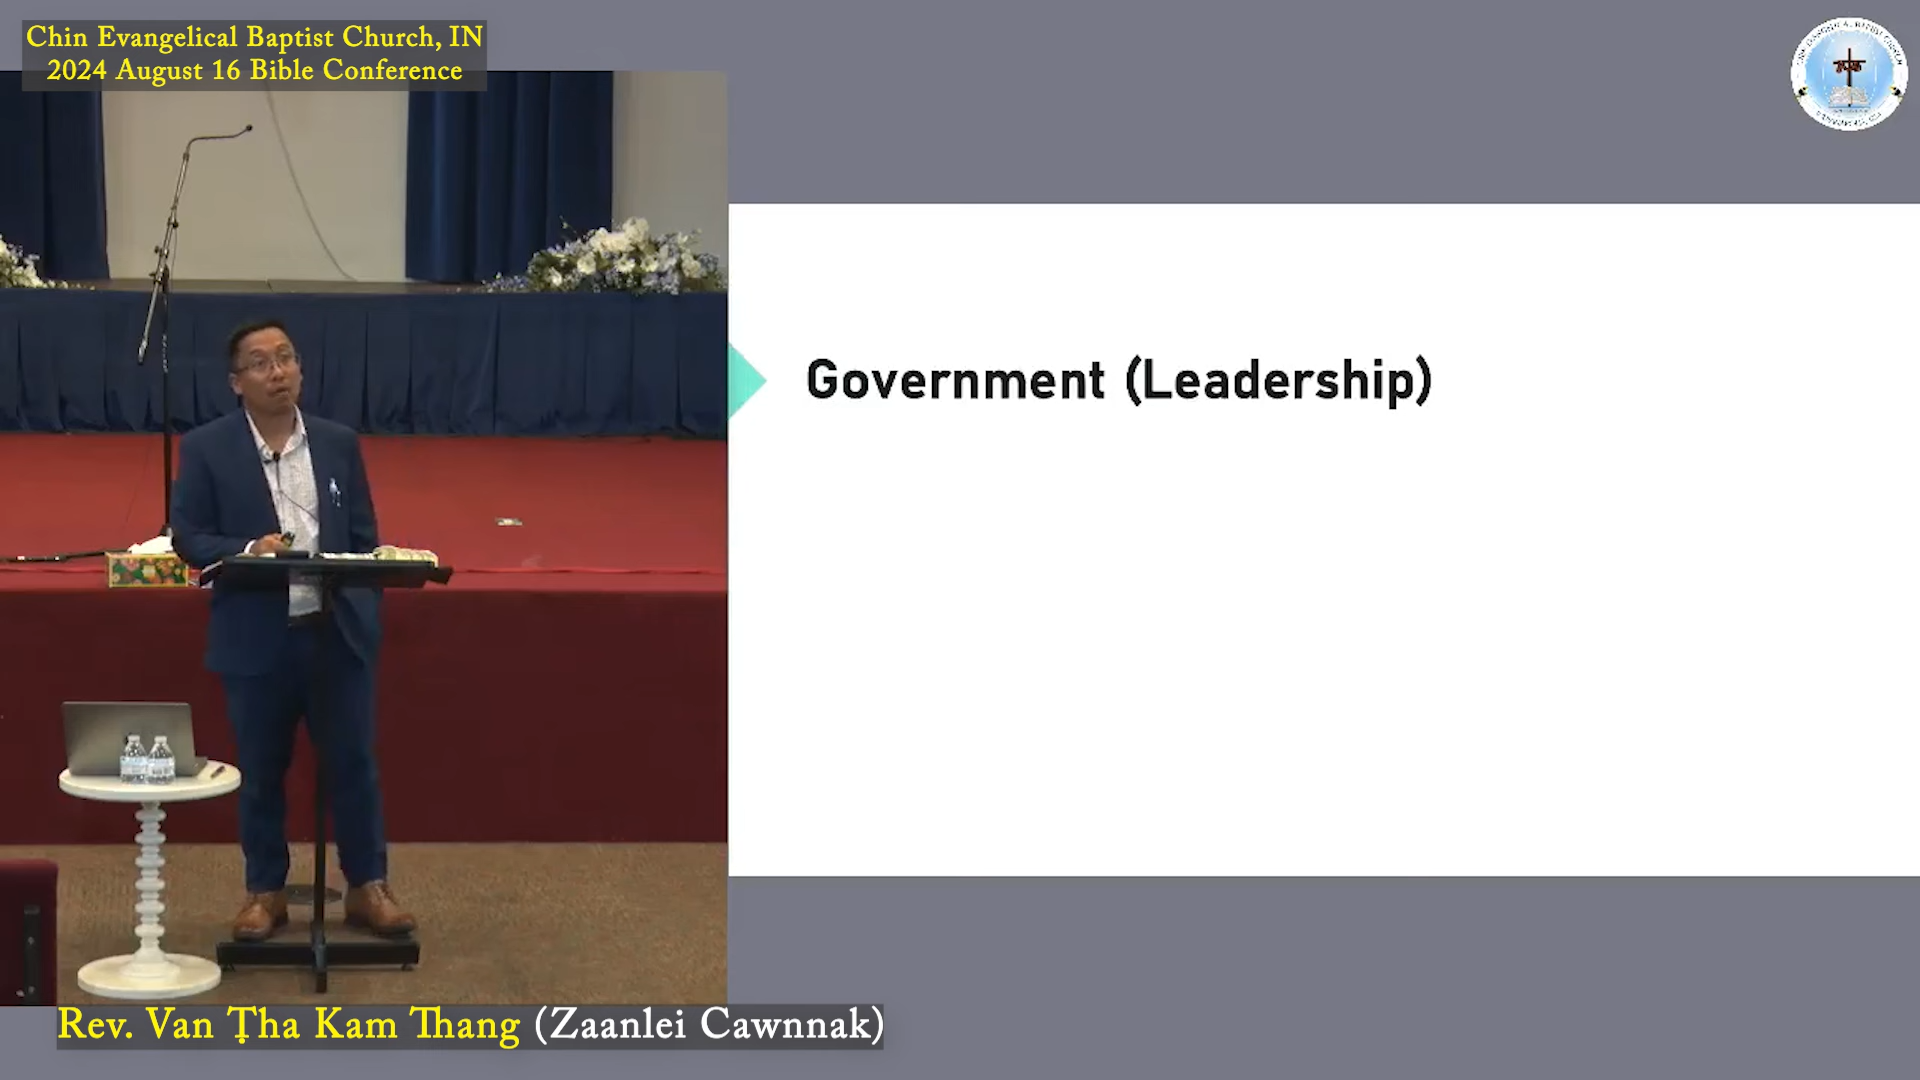 Chin Evangelical Baptist Church, IN
2024 August 16 Bible Conference
Government (Leadership)
Rev. Van Ṭha Kam Thang (Zaanlei Cawnnak)